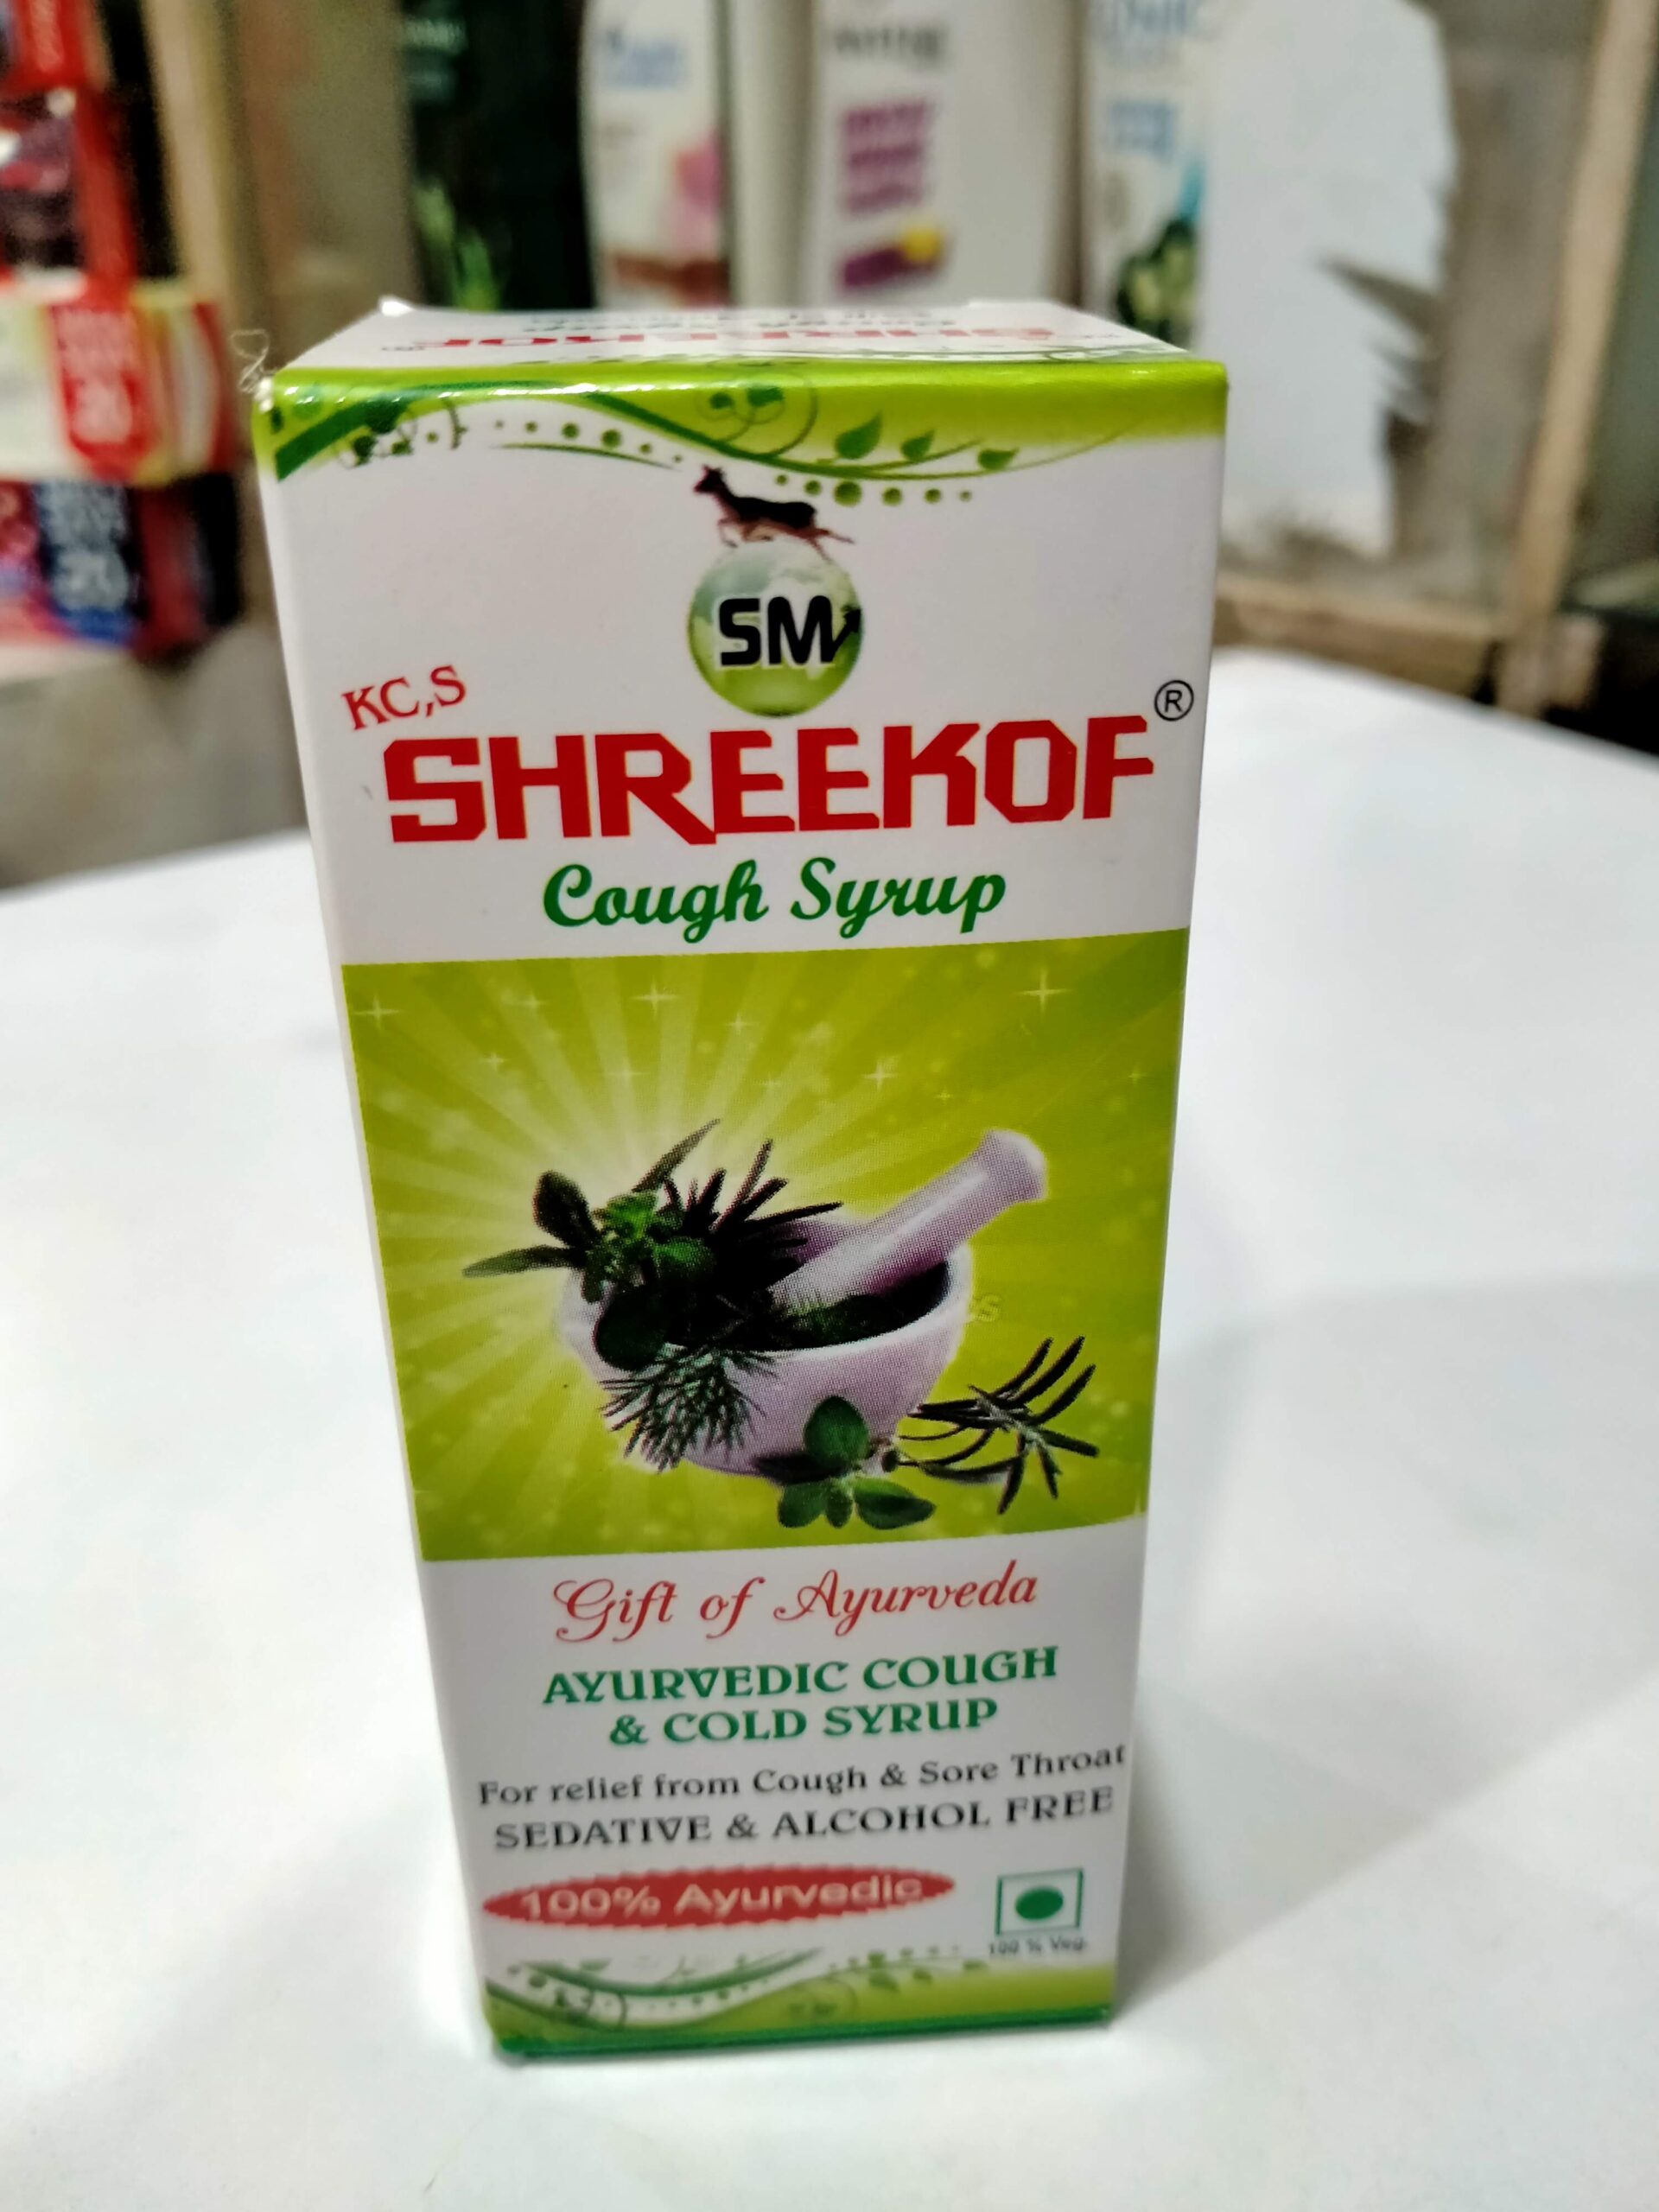 SM
KC,S
SHREEKOF®
Cough Syrup
Gift of Ayurveda
AYURVEDIC COUGH
& COLD SYRUP
For relief from Cough & Sore Throat
SEDATIVE & ALCOHOL FREE
100% Ayurvedic
100 % Veg.